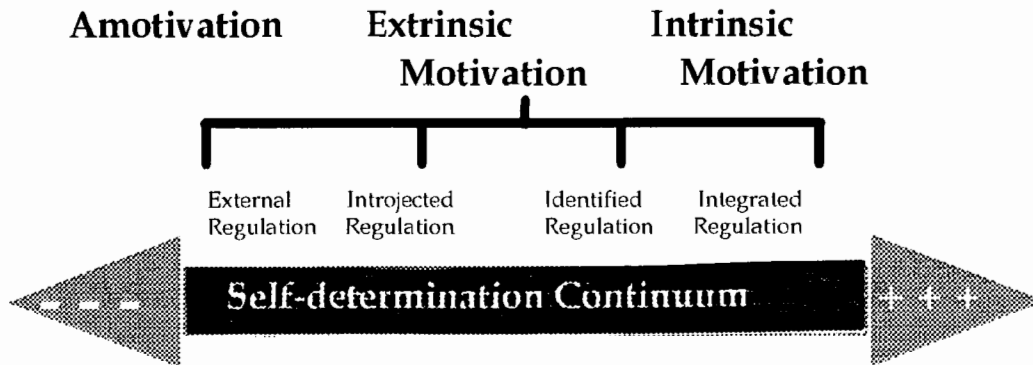 Amotivation Extrinsic Intrinsic
Motivation Motivation
External Introjected Identified Integrated
Regulation Regulation Regulation Regulation
- - - Self-determination Continuum + + +